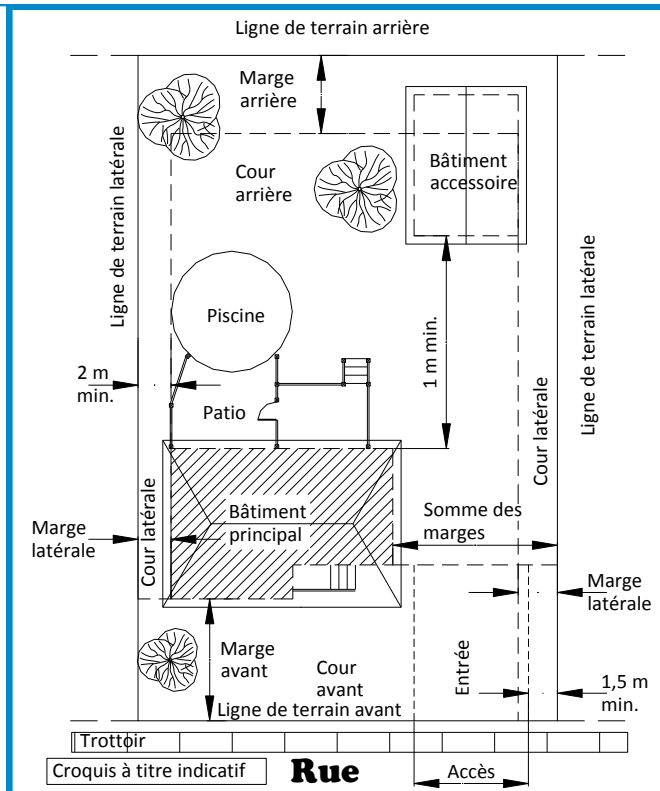 Ligne de terrain arrière
Marge
arrière
Ligne de terrain latérale
Cour
arrière
Bâtiment
accessoire
Ligne de terrain latérale
Piscine
1 m min.
2 m
min.
Patio
Cour latérale
Cour latérale
Marge
latérale
Bâtiment
principal
Somme des
marges
Marge
latérale
Marge
avant
Cour
avant
Entrée
1,5 m
min.
Ligne de terrain avant
Trottoir
Croquis à titre indicatif
Rue
Accès